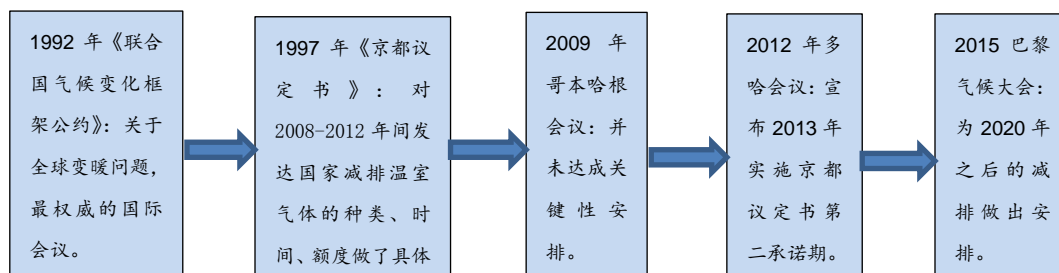 1992 年《联合
国气候变化框
架公约》：关于
全球变暖问题，
最权威的国际
会议。
1997 年《京都议
定书》：对
2008-2012 年间发
达国家减排温室
气体的种类、时
间、额度做了具体
2009 年
哥本哈根
会议：并
未达成关
键性安
排。
2012 年多
哈会议：宣
布 2013 年
实施京都
议定书第
二承诺期。
2015 巴黎
气候大会：
为 2020 年
之后的减
排做出安
排。